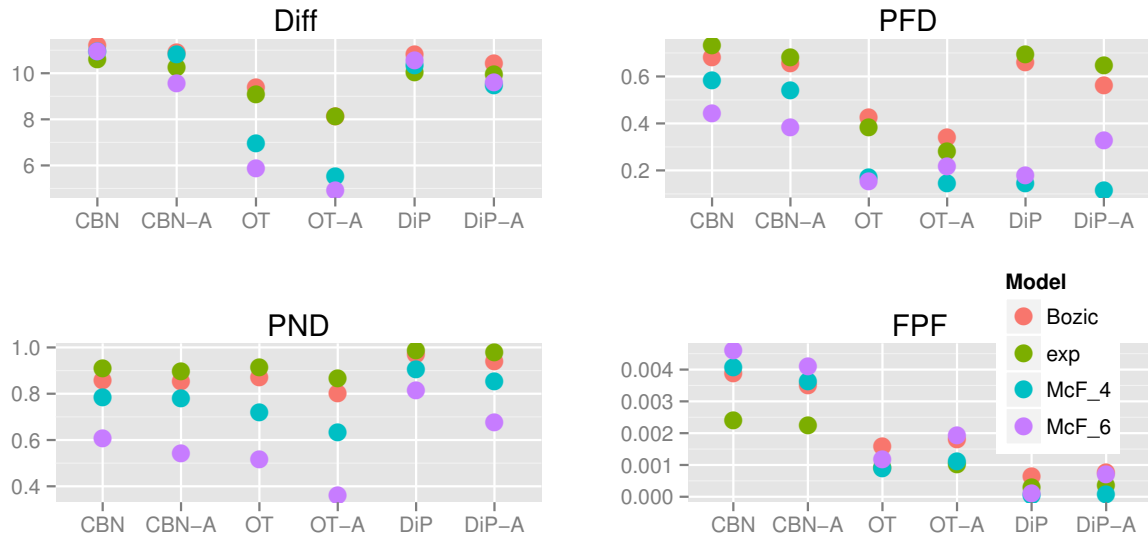 Diff
10
8
6
CBN CBN−A OT OT−A DiP DiP−A
PFD
0.6
0.4
0.2
CBN CBN−A OT OT−A DiP DiP−A
PND
1.0
0.8
0.6
0.4
CBN CBN−A OT OT−A DiP DiP−A
FPF
0.004
0.003
0.002
0.001
0.000
CBN CBN−A OT OT−A DiP DiP−A
Model
Bozic
exp
McF_4
McF_6